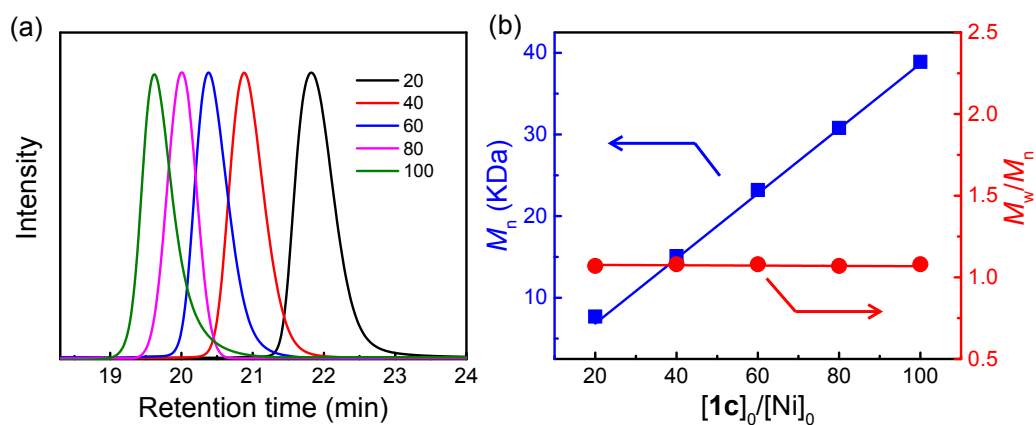 (a)
Intensity
20
40
60
80
100
19 20 21 22 23 24
Retention time (min)
(b)
Mn (KDa)
40
30
20
10
2.5
2.0
1.5
1.0
0.5
Mw/Mn
20 40 60 80 100
[1c]0/[Ni]0